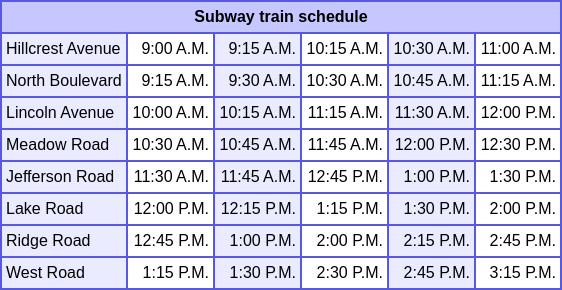 Subway train schedule
Hillcrest Avenue 9:00 A.M. 9:15 A.M. 10:15 A.M. 10:30 A.M. 11:00 A.M.
North Boulevard 9:15 A.M. 9:30 A.M. 10:30 A.M. 10:45 A.M. 11:15 A.M.
Lincoln Avenue 10:00 A.M. 10:15 A.M. 11:15 A.M. 11:30 A.M. 12:00 P.M.
Meadow Road 10:30 A.M. 10:45 A.M. 11:45 A.M. 12:00 P.M. 12:30 P.M.
Jefferson Road 11:30 A.M. 11:45 A.M. 12:45 P.M. 1:00 P.M. 1:30 P.M.
Lake Road 12:00 P.M. 12:15 P.M. 1:15 P.M. 1:30 P.M. 2:00 P.M.
Ridge Road 12:45 P.M. 1:00 P.M. 2:00 P.M. 2:15 P.M. 2:45 P.M.
West Road 1:15 P.M. 1:30 P.M. 2:30 P.M. 2:45 P.M. 3:15 P.M.